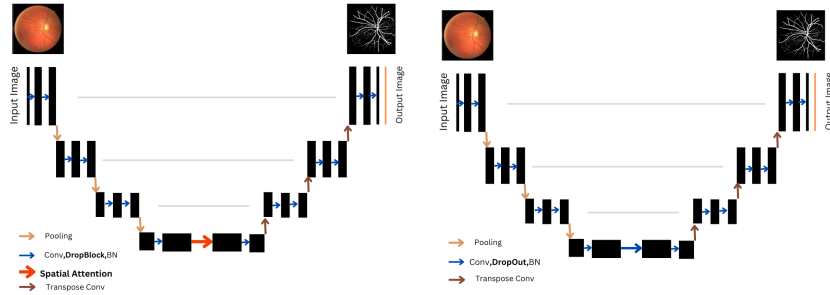 Input Image
Output Image
Pooling
Conv,DropBlock,BN
Spatial Attention
Transpose Conv
Input Image
Output Image
Pooling
Conv,DropOut,BN
Transpose Conv